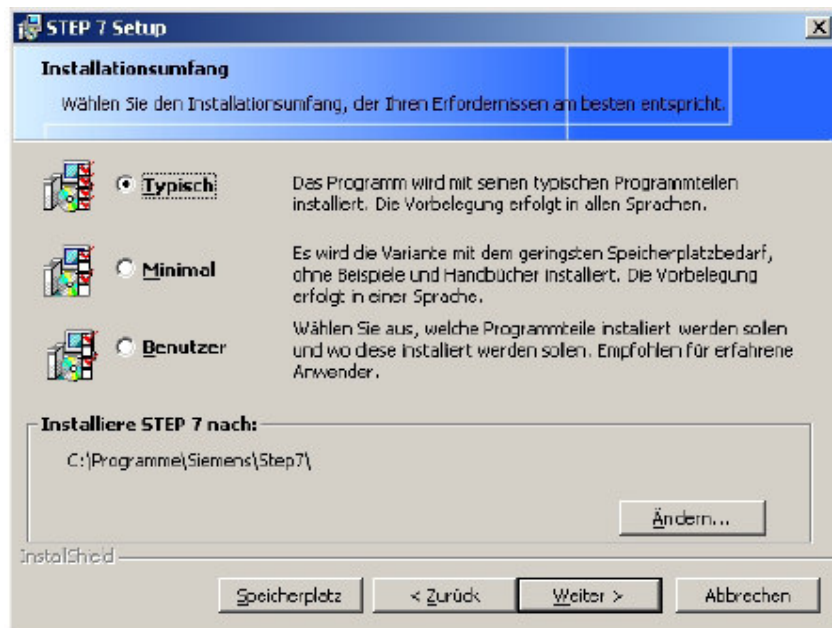 STEP 7 Setup
Installationsumfang
Wählen Sie den Installationsumfang, der Ihren Erfordernissen am besten entspricht.
Typisch
Das Programm wird mit seinen typischen Programmteilen
installiert. Die Vorbelegung erfolgt in allen Sprachen.
Minimal
Es wird die Variante mit dem geringsten Speicherplatzbedarf,
ohne Beispiele und Handbücher installiert. Die Vorbelegung
erfolgt in einer Sprache.
Benutzer
Wählen Sie aus, welche Programmteile installiert werden sollen
und wo diese installiert werden sollen. Empfohlen für erfahrene
Anwender.
Installiere STEP 7 nach:
C:\Programme\Siemens\Step7\
Ändern...
InstallShield
Speicherplatz
< Zurück
Weiter >
Abbrechen